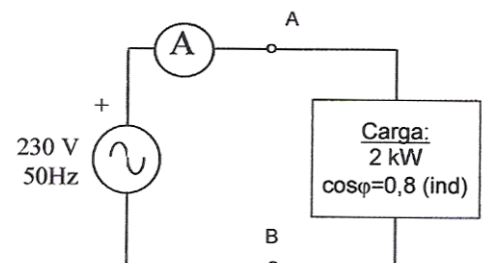 A
A
+
230 V
50Hz
Carga:
2 kW
cosφ=0,8 (ind)
B